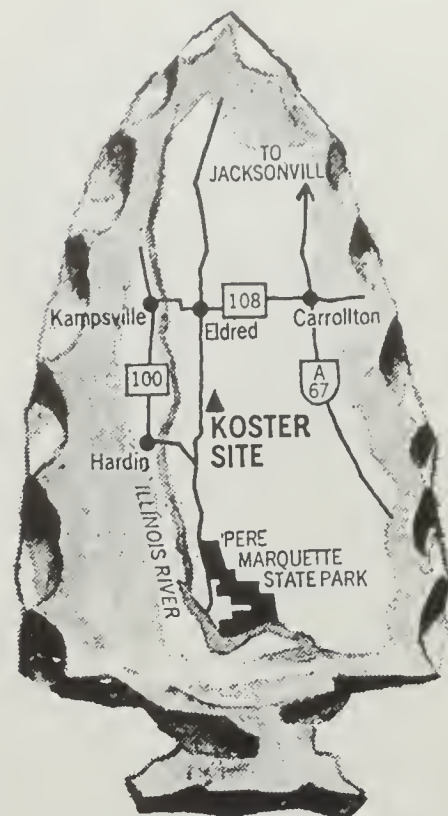 TO
JACKSONVILL
Kampsville
Eldred
108
Carrollton
100
A
67
KOSTER
SITE
Hardin
ILLINOIS RIVER
PERE
MARQUETTE
STATE PARK